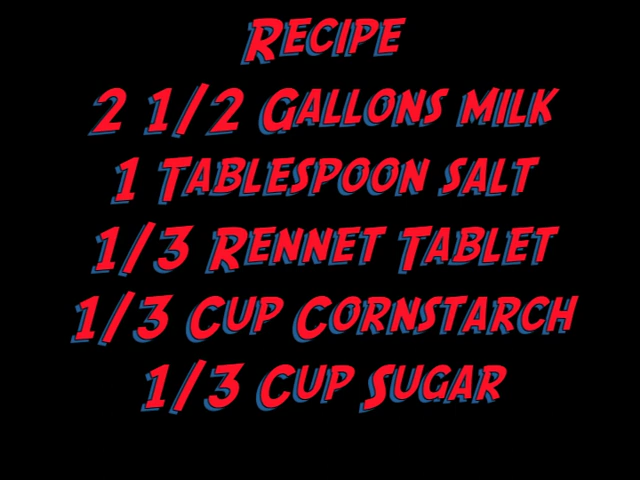 Recipe
2 1/2 Gallons milk
1 Tablespoon salt
1/3 Rennet Tablet
1/3 Cup Cornstarch
1/3 Cup Sugar